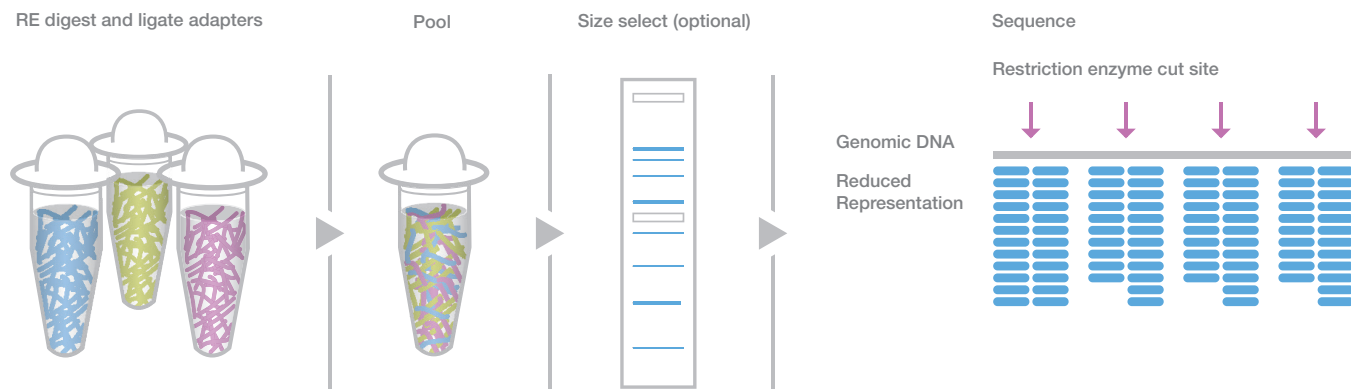 RE digest and ligate adapters
Pool
Size select (optional)
Sequence
Restriction enzyme cut site
Genomic DNA
Reduced
Representation